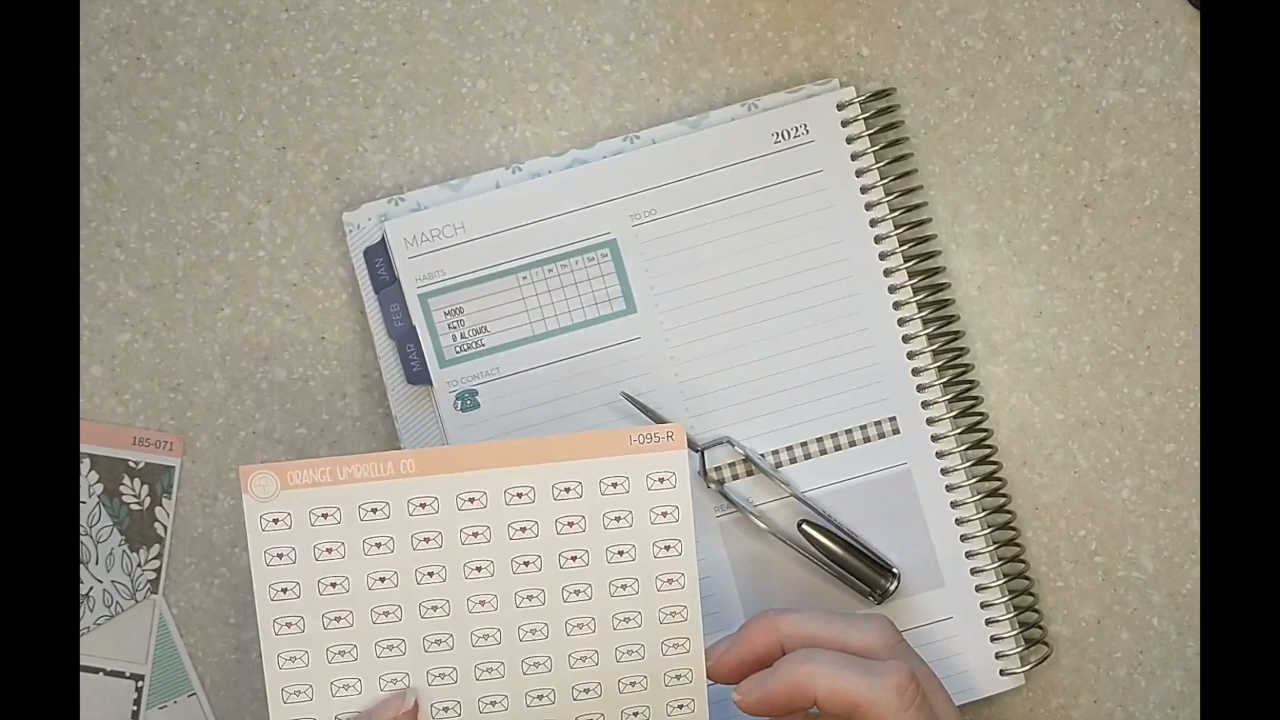 2023
MARCH
TO DO
HABITS
M T W Th F Sa Su
MOOD
KETO
0 ALCOHOL
EXERCISE
TO CONTACT
JAN
FEB
MAR
185-071
I-095-R
ORANGE UMBRELLA CO.